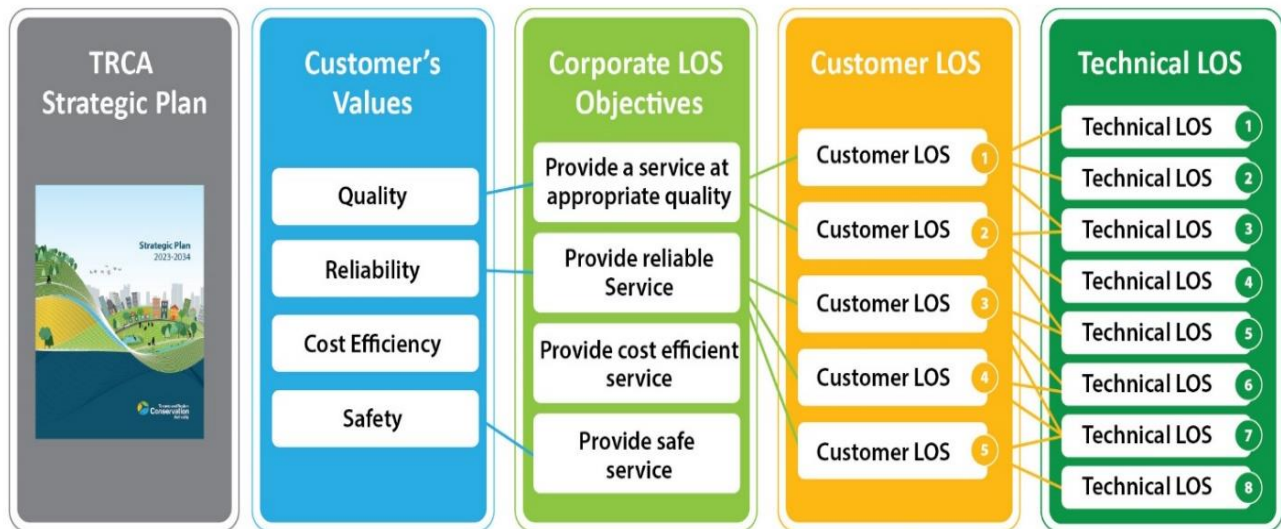 TRCA
Strategic Plan
Strategic Plan
2023-2034
Conservation
Customer's
Values
Quality
Reliability
Cost Efficiency
Safety
Corporate LOS
Objectives
Provide a service at
appropriate quality
Provide reliable
Service
Provide cost efficient
service
Provide safe
service
Customer LOS
Customer LOS 1
Customer LOS 2
Customer LOS 3
Customer LOS 4
Customer LOS 5
Technical LOS
Technical LOS 1
Technical LOS 2
Technical LOS 3
Technical LOS 4
Technical LOS 5
Technical LOS 6
Technical LOS 7
Technical LOS 8